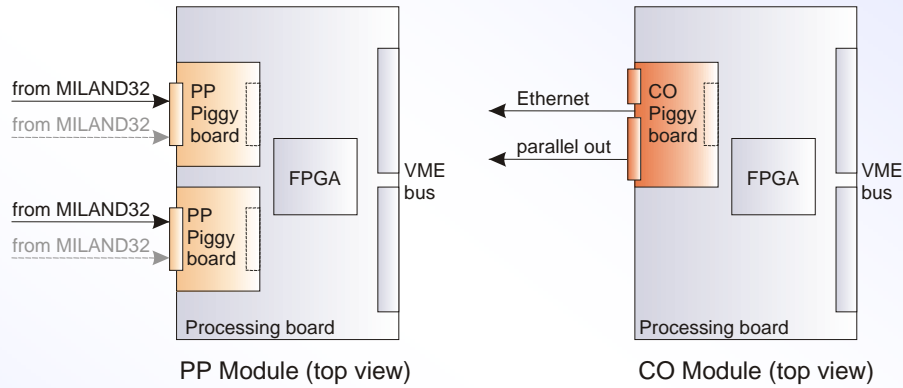 from MILAND32
from MILAND32
PP
Piggy
board
from MILAND32
from MILAND32
PP
Piggy
board
FPGA
VME
bus
Processing board
PP Module (top view)
Ethernet
parallel out
CO
Piggy
board
FPGA
VME
bus
Processing board
CO Module (top view)